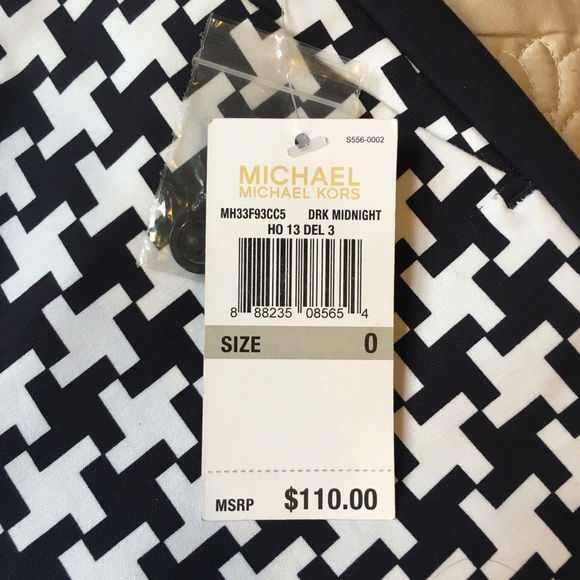 S556-0002
MICHAEL
MICHAEL KORS
MH33F93CC5 DRK MIDNIGHT
HO 13 DEL 3
8 88235 08565 4
SIZE 0
MSRP $110.00